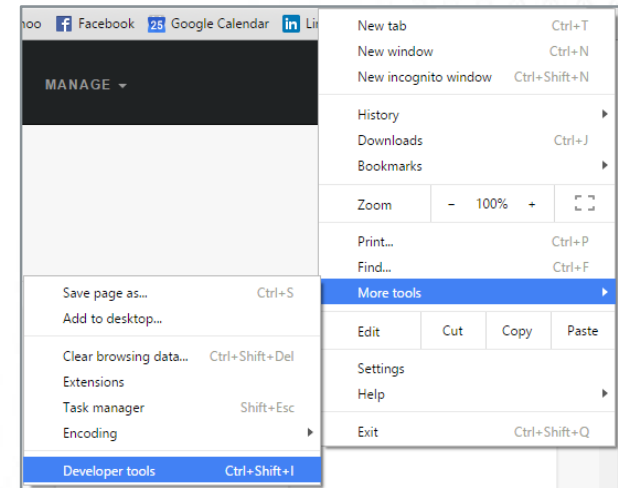 Facebook 25 Google Calendar in
MANAGE
New tab Ctrl+T
New window Ctrl+N
New incognito window Ctrl+Shift+N
History
Downloads Ctrl+J
Bookmarks
Zoom - 100% +
Print... Ctrl+P
Find... Ctrl+F
More tools
Edit Cut Copy Paste
Settings
Help
Exit Ctrl+Shift+Q
Save page as... Ctrl+S
Add to desktop...
Clear browsing data... Ctrl+Shift+Del
Extensions
Task manager Shift+Esc
Encoding
Developer tools Ctrl+Shift+I